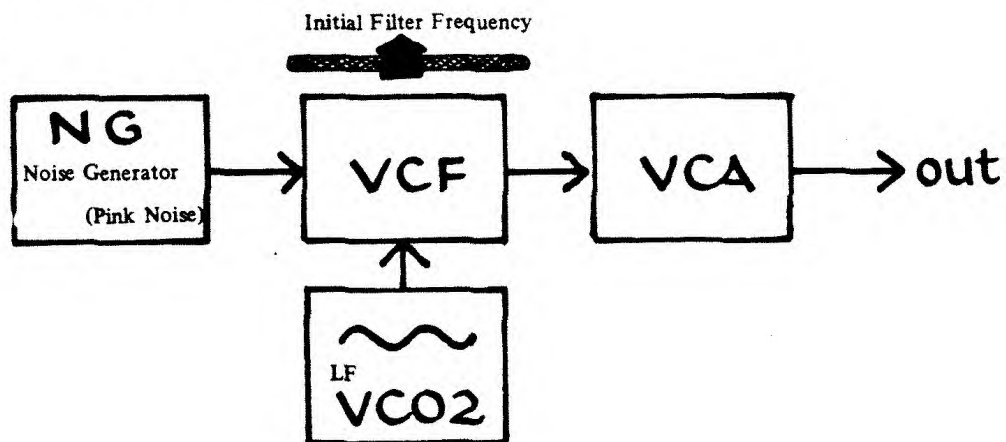 Initial Filter Frequency
NG
Noise Generator
(Pink Noise)
VCF
VCA
out
LF
VCO2